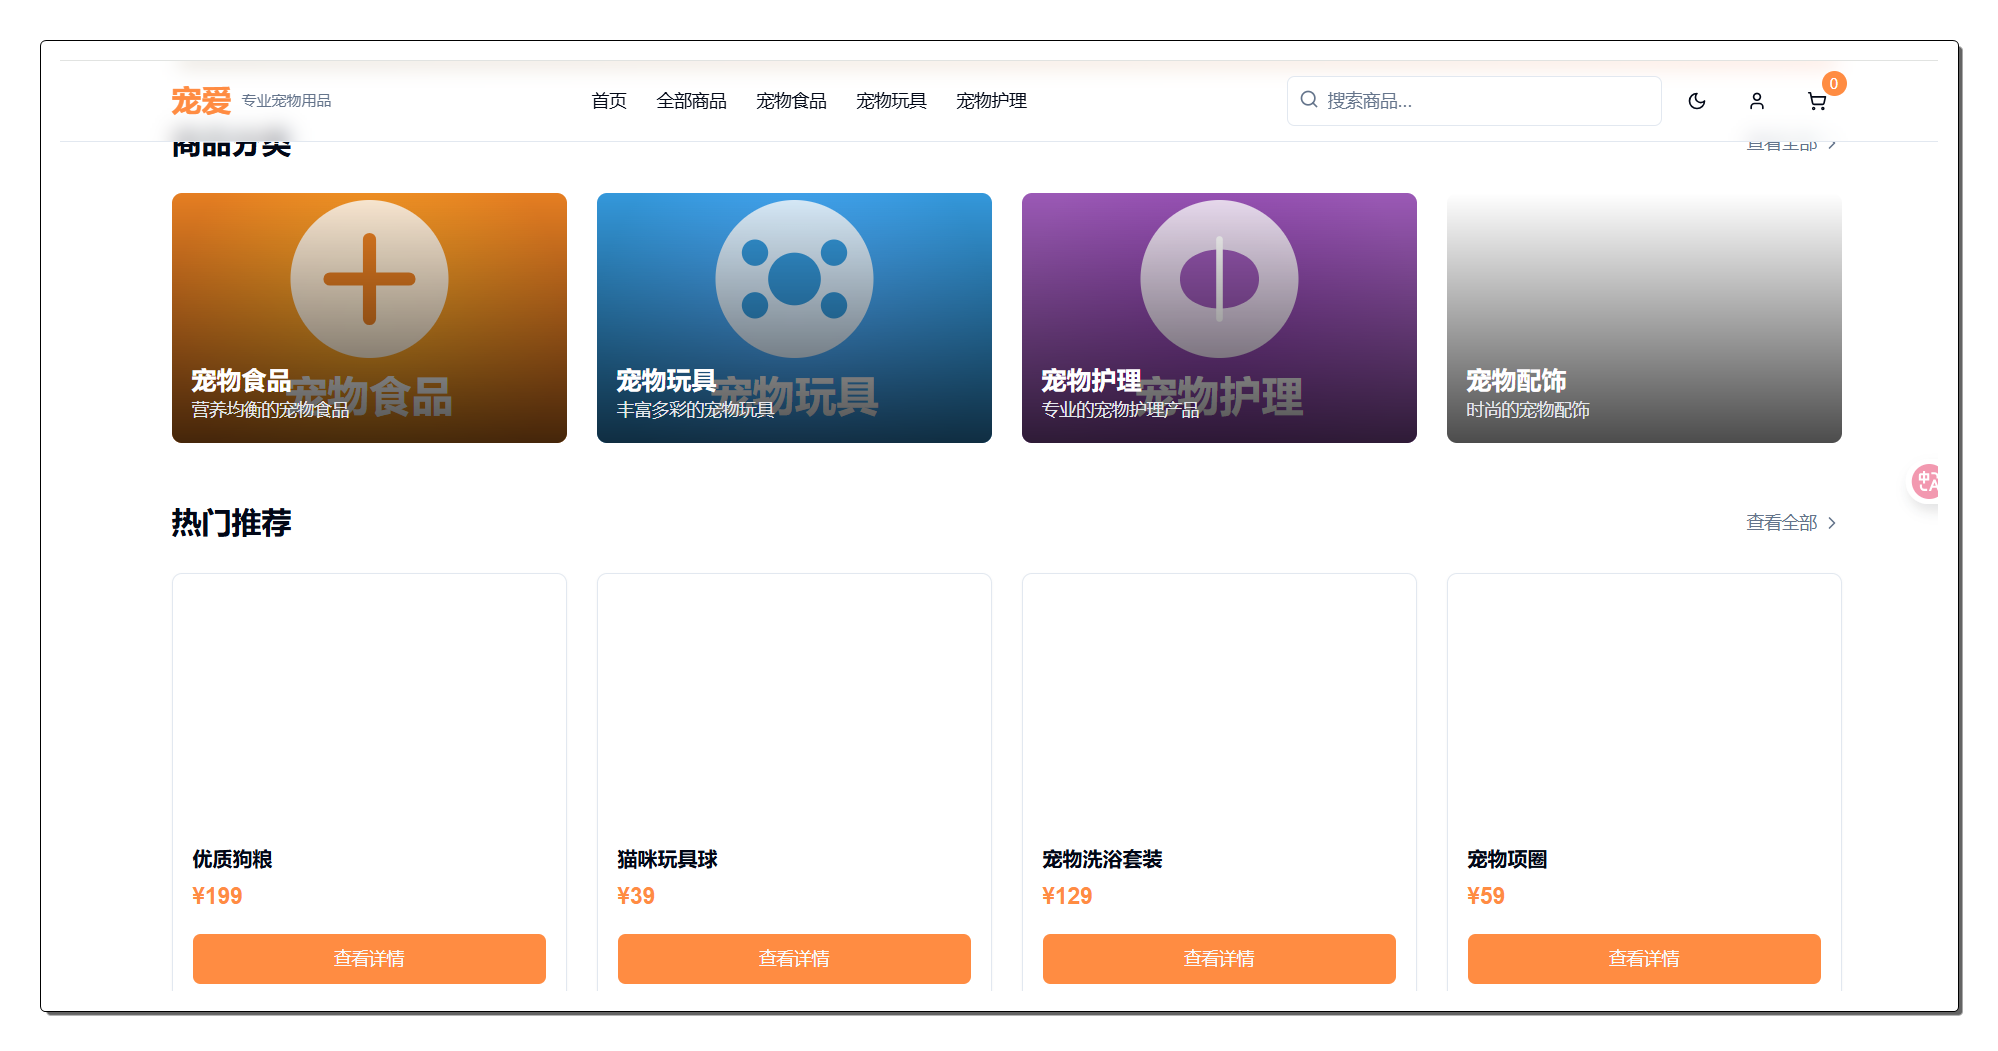 宠爱 专业宠物用品 首页 全部商品 宠物食品 宠物玩具 宠物护理 搜索商品... 0
商品分类 查看全部
宠物食品
宠物食品
营养均衡的宠物食品
宠物玩具
宠物玩具
丰富多彩的宠物玩具
宠物护理
宠物护理
专业的宠物护理产品
宠物配饰
时尚的宠物配饰
热门推荐 查看全部
优质狗粮
¥199
查看详情
猫咪玩具球
¥39
查看详情
宠物洗浴套装
¥129
查看详情
宠物项圈
¥59
查看详情